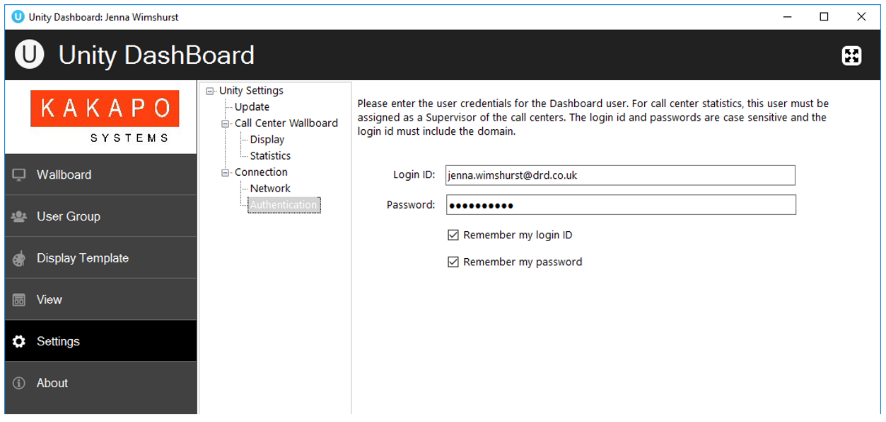 Unity Dashboard: Jenna Wimshurst
U Unity DashBoard
KAKAPO
SYSTEMS
Wallboard
User Group
Display Template
View
Settings
About
Unity Settings
Update
Call Center Wallboard
Display
Statistics
Connection
Network
Authentication
Please enter the user credentials for the Dashboard user. For call center statistics, this user must be
assigned as a Supervisor of the call centers. The login id and passwords are case sensitive and the
login id must include the domain.
Login ID: jenna.wimshurst@drd.co.uk
Password: ●●●●●●●●●●
Remember my login ID
Remember my password